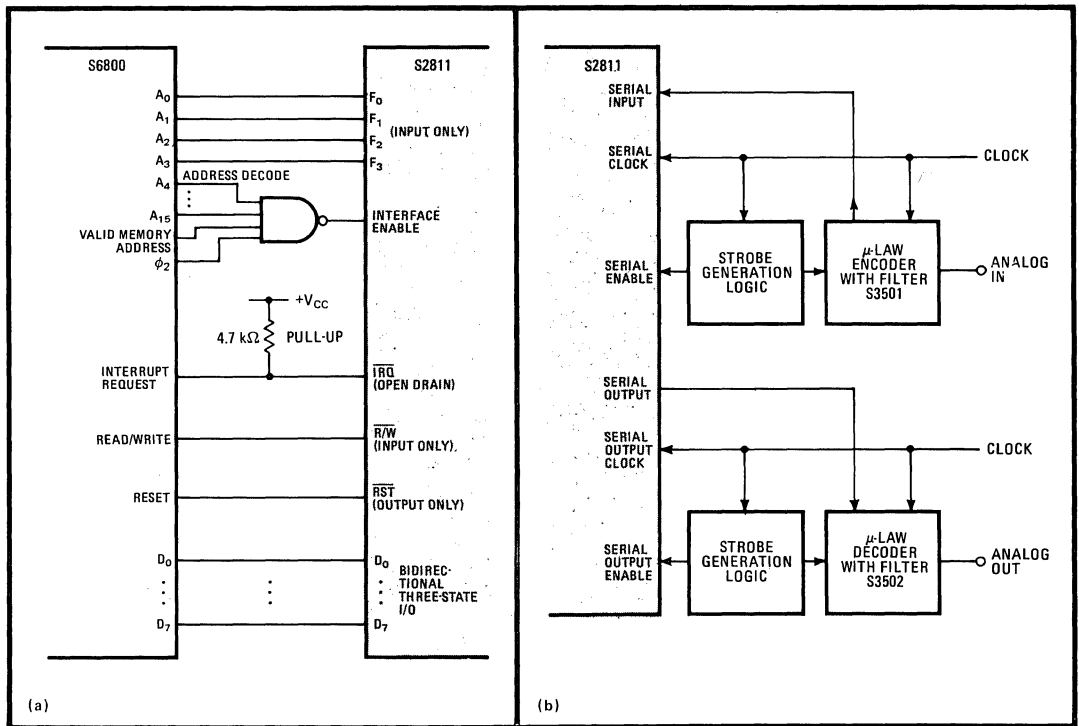 S6800
S2811
A0
F0
A1
F1
(INPUT ONLY)
A2
F2
A3
F3
A4
ADDRESS DECODE
A15
VALID MEMORY
ADDRESS
ϕ2
INTERFACE
ENABLE
+VCC
4.7 kΩ
PULL-UP
INTERRUPT
REQUEST
IRQ
(OPEN DRAIN)
READ/WRITE
R/W
(INPUT ONLY)
RESET
RST
(OUTPUT ONLY)
D0
D0
BIDIREC-
TIONAL
THREE-STATE
I/O
D7
D7
(a)
S2811
SERIAL
INPUT
SERIAL
CLOCK
CLOCK
SERIAL
ENABLE
STROBE
GENERATION
LOGIC
μ-LAW
ENCODER
WITH FILTER
S3501
ANALOG
IN
SERIAL
OUTPUT
SERIAL
OUTPUT
CLOCK
CLOCK
SERIAL
OUTPUT
ENABLE
STROBE
GENERATION
LOGIC
μ-LAW
DECODER
WITH FILTER
S3502
ANALOG
OUT
(b)